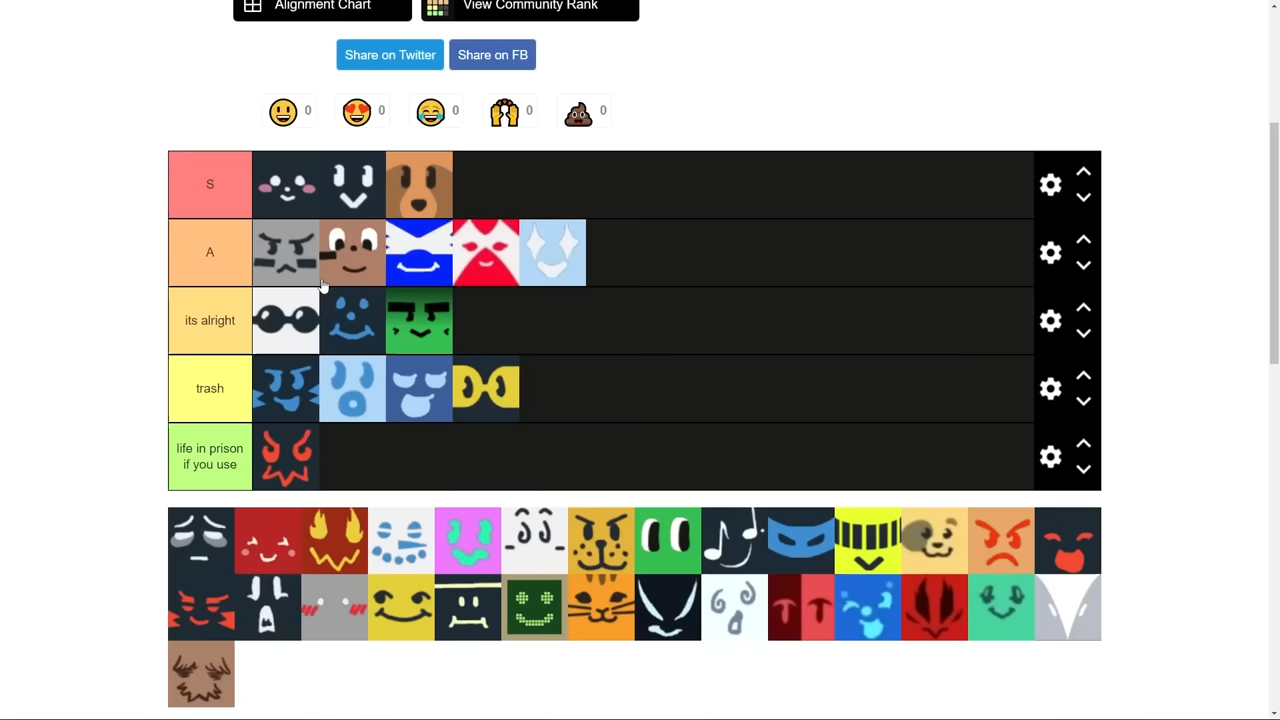 Alignment Chart
View Community Rank
Share on Twitter
Share on FB
0
0
0
0
0
S
A
its alright
trash
life in prison
if you use